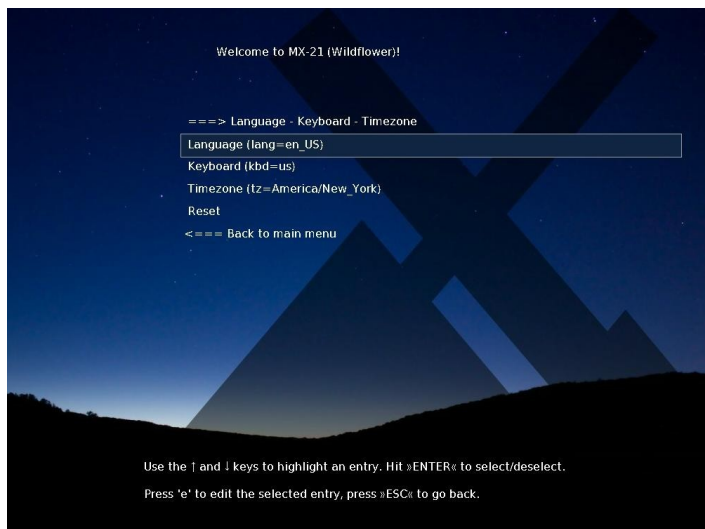 Welcome to MX-21 (Wildflower)!
===> Language - Keyboard - Timezone
Language (lang=en_US)
Keyboard (kbd=us)
Timezone (tz=America/New_York)
Reset
<=== Back to main menu
Use the ↑ and ↓ keys to highlight an entry. Hit »ENTER« to select/deselect.
Press 'e' to edit the selected entry, press »ESC« to go back.